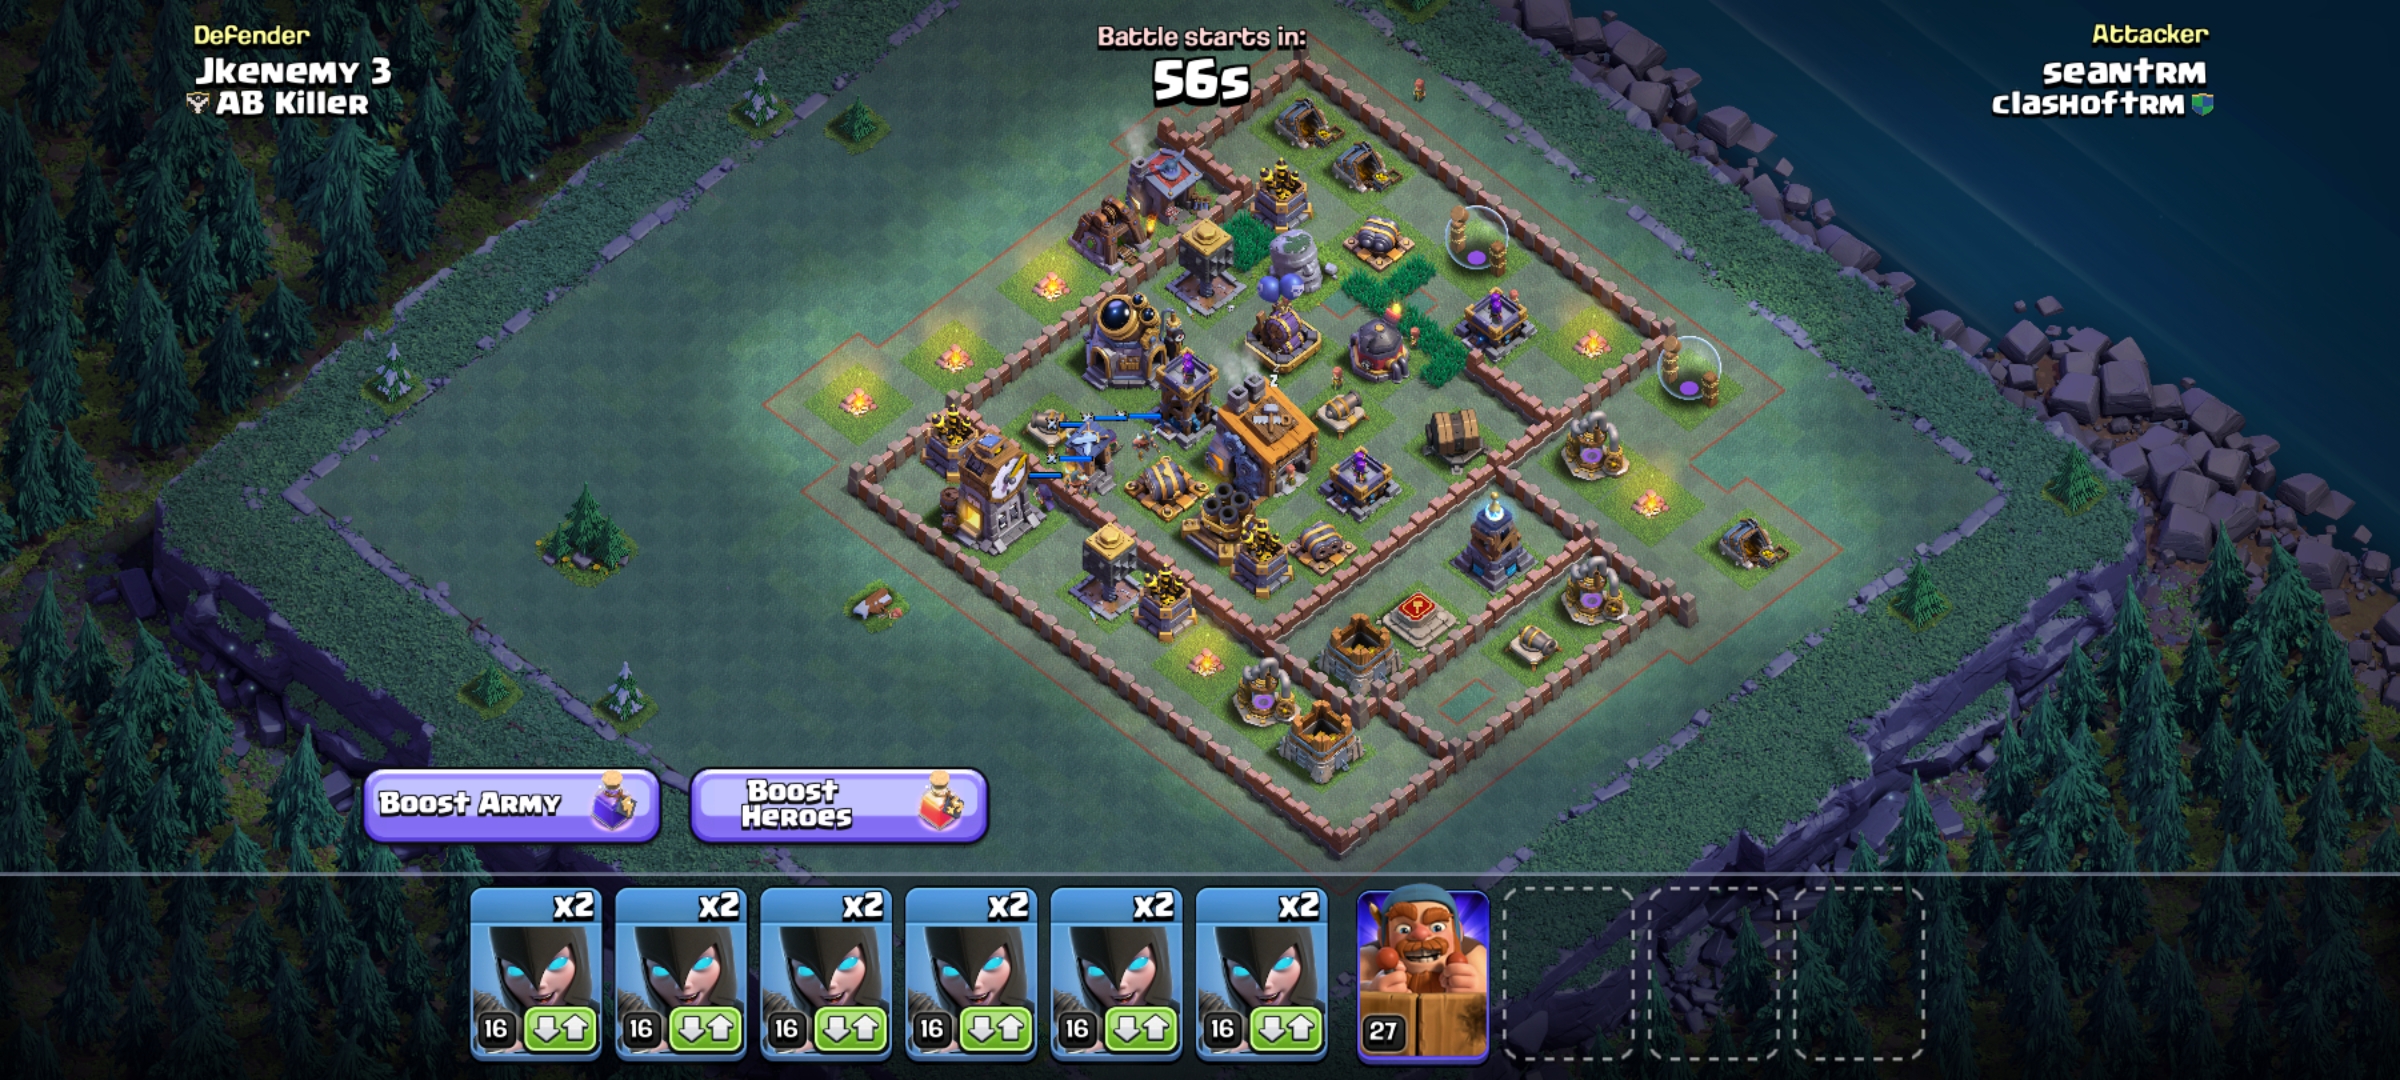 Defender
Jkenemy 3
AB Killer
Battle starts in:
56s
Attacker
seantrm
clashoftrm
z
Boost Army
Boost
Heroes
x2
x2
x2
x2
x2
x2
16
16
16
16
16
16
27